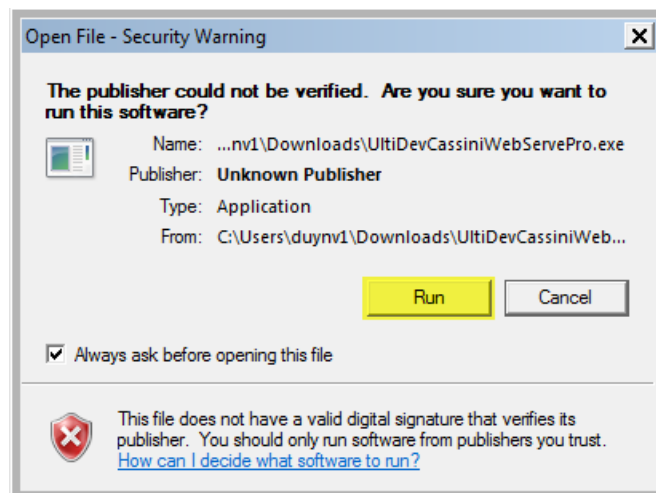 Open File - Security Warning
The publisher could not be verified.  Are you sure you want to
run this software?
Name: ...nv1\Downloads\UltiDevCassiniWebServePro.exe
Publisher: Unknown Publisher
Type: Application
From: C:\Users\duynv1\Downloads\UltiDevCassiniWeb...
Run Cancel
Always ask before opening this file
This file does not have a valid digital signature that verifies its
publisher.  You should only run software from publishers you trust.
How can I decide what software to run?